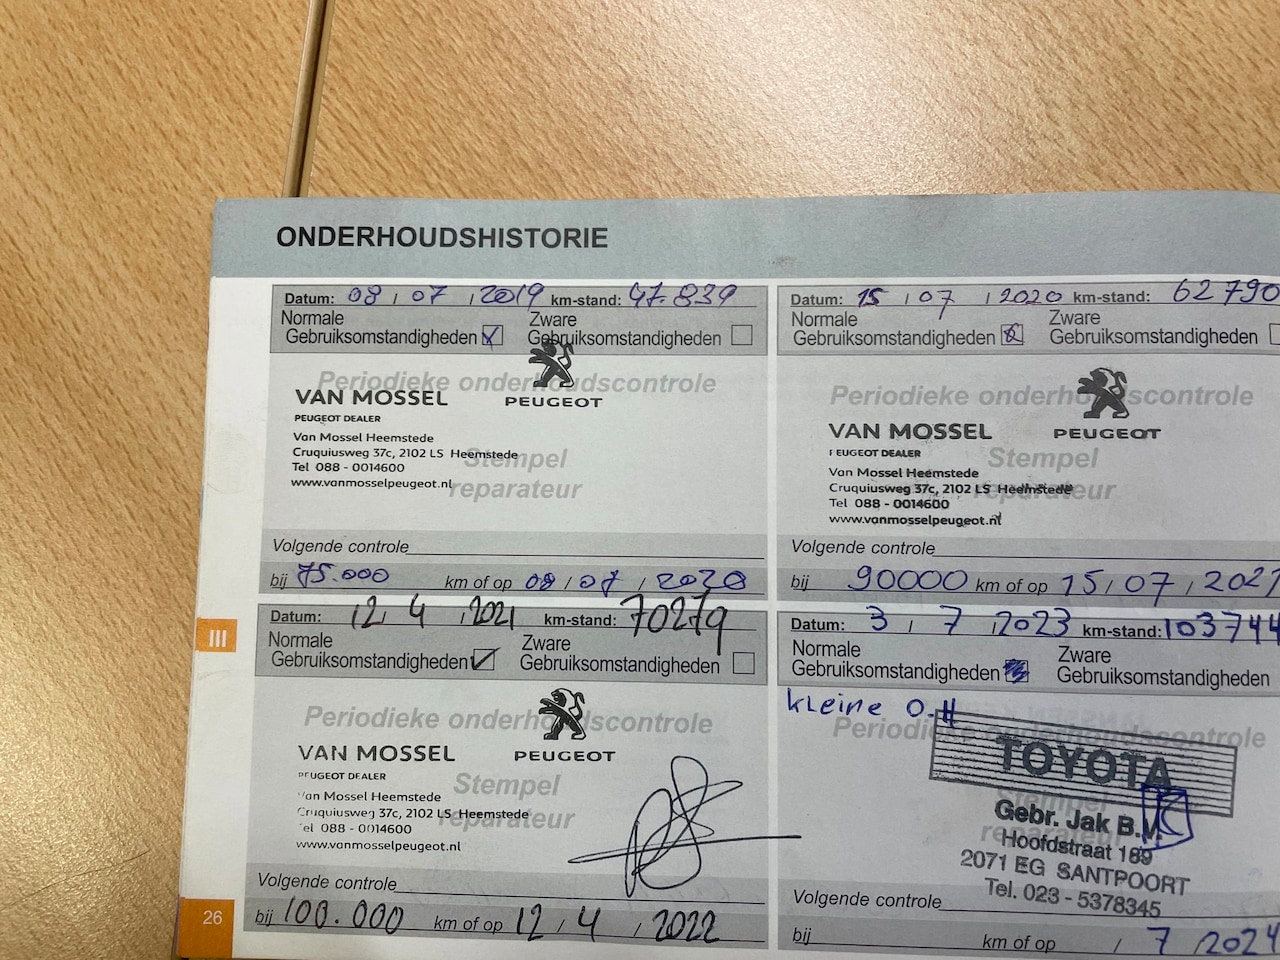 ONDERHOUDSHISTORIE
Datum: 08 / 07 / 2019 km-stand: 47.839
Normale Gebruiksomstandigheden
Zware Gebruiksomstandigheden
Periodieke onderhoudscontrole
VAN MOSSEL
PEUGEOT
PEUGEOT DEALER
Van Mossel Heemstede
Cruquiusweg 37c, 2102 LS Heemstede
Tel 088 - 0014600
www.vanmosselpeugeot.nl
Stempel
reparateur
Volgende controle
bij 75.000 km of op 08 / 07 / 2020
Datum: 15 / 07 / 2020 km-stand: 62790
Normale Gebruiksomstandigheden
Zware Gebruiksomstandigheden
Periodieke onderhoudscontrole
VAN MOSSEL
PEUGEOT
PEUGEOT DEALER
Van Mossel Heemstede
Cruquiusweg 37c, 2102 LS Heemstede
Tel 088 - 0014600
www.vanmosselpeugeot.nl
Stempel
reparateur
Volgende controle
bij 90000 km of op 15 / 07 / 2021
III
Datum: 12 / 4 / 2021 km-stand: 70279
Normale Gebruiksomstandigheden
Zware Gebruiksomstandigheden
Periodieke onderhoudscontrole
VAN MOSSEL
PEUGEOT
PEUGEOT DEALER
Van Mossel Heemstede
Cruquiusweg 37c, 2102 LS Heemstede
Tel 088 - 0014600
www.vanmosselpeugeot.nl
Stempel
reparateur
Volgende controle
bij 100.000 km of op 12 / 4 / 2022
Datum: 3 / 7 / 2023 km-stand: 103744
Normale Gebruiksomstandigheden
Zware Gebruiksomstandigheden
kleine O.H
Periodieke onderhoudscontrole
TOYOTA
Stempel
reparateur
Gebr. Jak B.V.
Hoofdstraat 189
2071 EG SANTPOORT
Tel. 023 - 5378345
Volgende controle
bij km of op / 7 / 2024
26